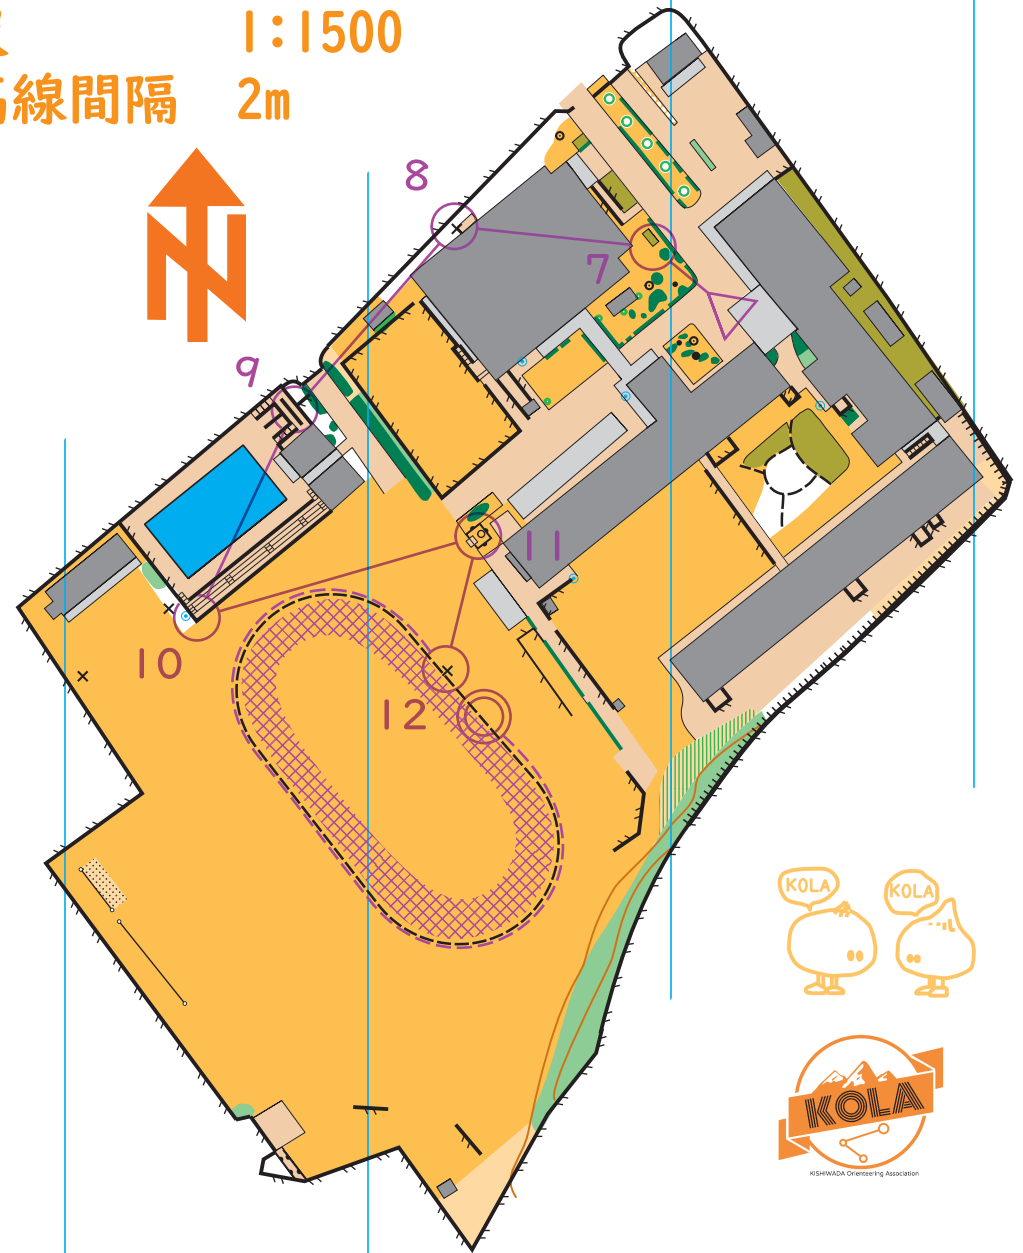 1:1500
線間隔 2m
8
7
9
11
10
12
KOLA
KOLA
KOLA
KISHIWADA Orienteering Association